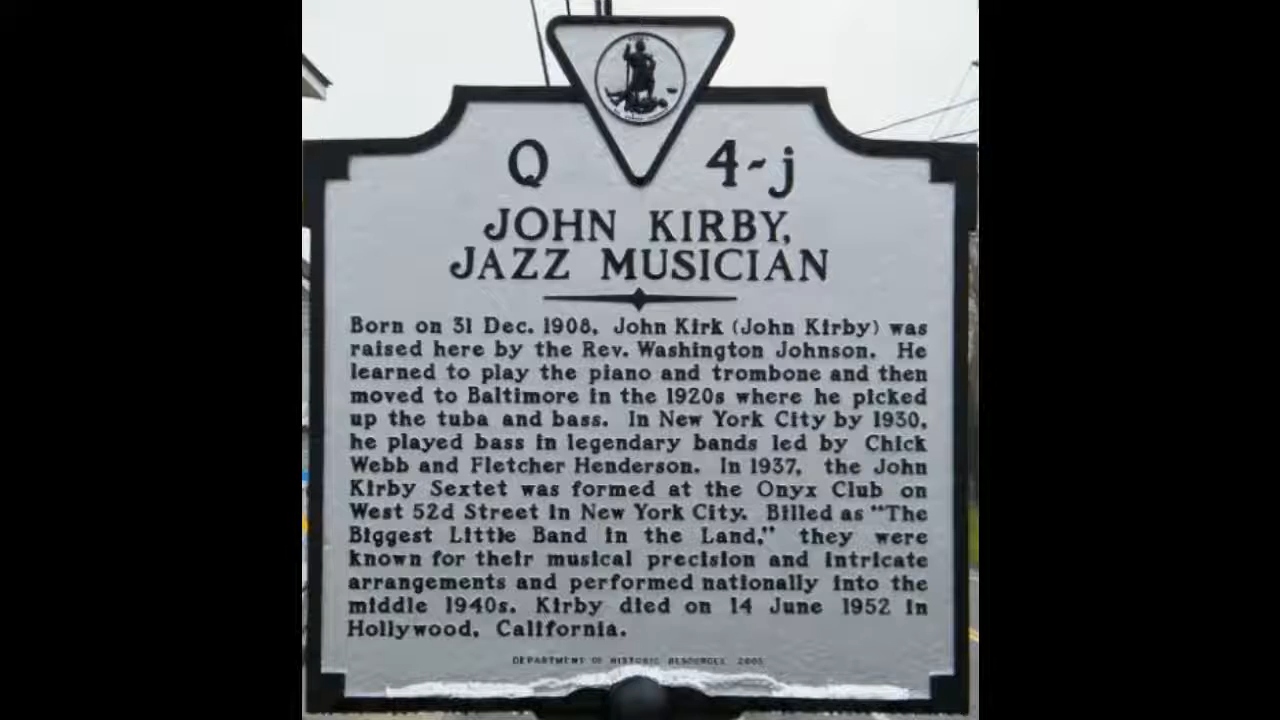 Q 4-j
JOHN KIRBY,
JAZZ MUSICIAN
Born on 31 Dec. 1908, John Kirk (John Kirby) was
raised here by the Rev. Washington Johnson. He
learned to play the piano and trombone and then
moved to Baltimore in the 1920s where he picked
up the tuba and bass. In New York City by 1930,
he played bass in legendary bands led by Chick
Webb and Fletcher Henderson. In 1937, the John
Kirby Sextet was formed at the Onyx Club on
West 52d Street in New York City. Billed as "The
Biggest Little Band in the Land," they were
known for their musical precision and intricate
arrangements and performed nationally into the
middle 1940s. Kirby died on 14 June 1952 in
Hollywood, California.
DEPARTMENT OF HISTORIC RESOURCES, 2005